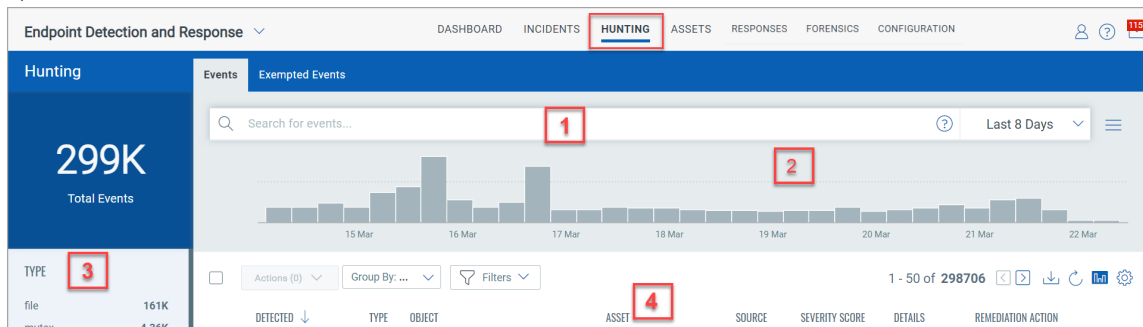 Endpoint Detection and Response
DASHBOARD INCIDENTS HUNTING ASSETS RESPONSES FORENSICS CONFIGURATION
115
Hunting
Events Exempted Events
Search for events...
1
Last 8 Days
299K
Total Events
2
15 Mar 16 Mar 17 Mar 18 Mar 19 Mar 20 Mar 21 Mar 22 Mar
TYPE
3
file 161K
mutex 4.36K
Actions (0) Group By: ... Filters 1 - 50 of 298706
4
DETECTED TYPE OBJECT ASSET SOURCE SEVERITY SCORE DETAILS REMEDIATION ACTION